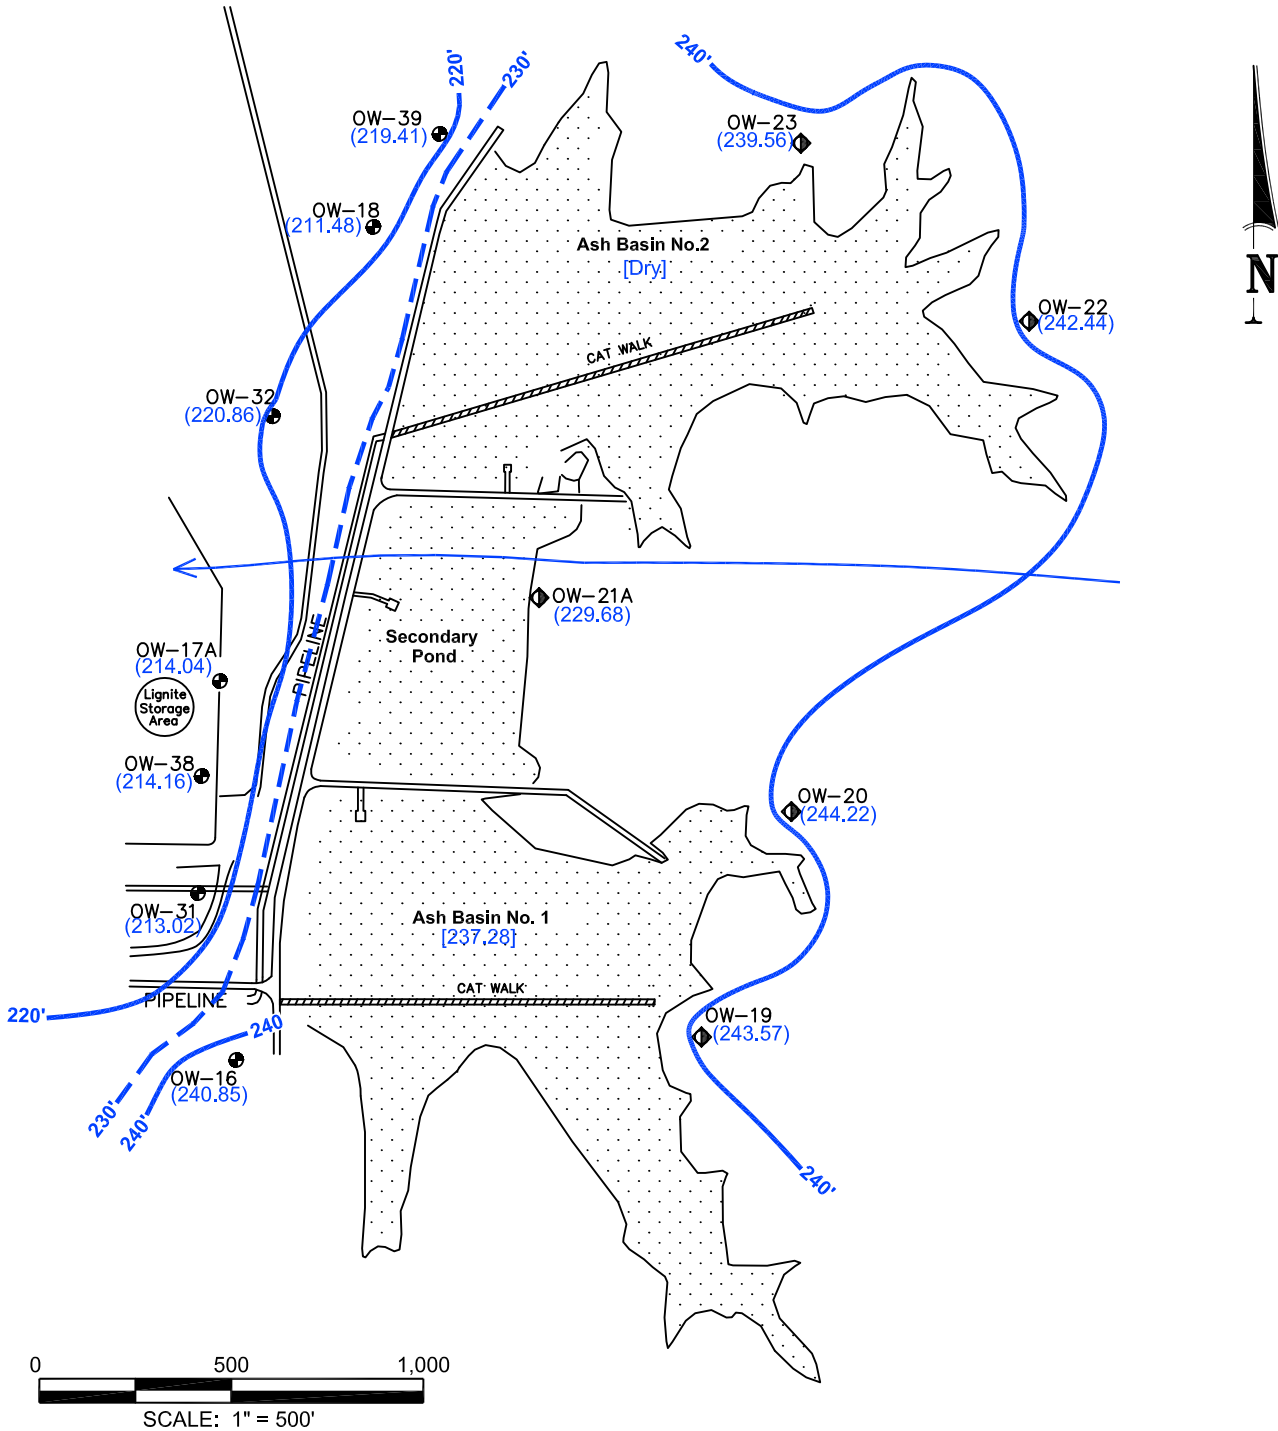 220'
230'
240'
OW-39
(219.41)
OW-23
(239.56)
OW-18
(211.48)
Ash Basin No.2
[Dry]
N
OW-22
(242.44)
CAT WALK
OW-32
(220.86)
OW-21A
(229.68)
Secondary
Pond
PIPELINE
OW-17A
(214.04)
Lignite
Storage
Area
OW-38
(214.16)
OW-20
(244.22)
OW-31
(213.02)
Ash Basin No. 1
[237.28]
CAT WALK
PIPELINE
220'
240
OW-19
(243.57)
OW-16
(240.85)
230'
240'
240'
0 500 1,000
SCALE: 1" = 500'